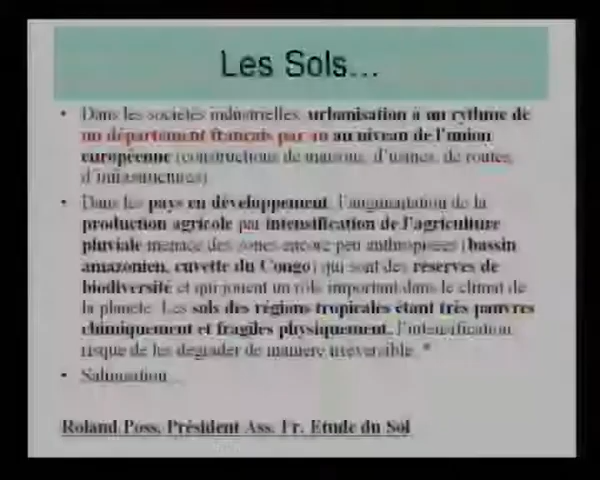 Les Sols...
• Dans les sociétés industrielles, urbanisation à un rythme de
un département français par an au niveau de l'union
européenne (constructions de maisons, d'usines, de routes,
d'infrastructures)
• Dans les pays en développement, l'augmentation de la
production agricole par intensification de l'agriculture
pluviale menace des zones encore peu anthropisées (bassin
amazonien, cuvette du Congo) qui sont des réserves de
biodiversité et qui jouent un rôle important dans le climat de
la planète. Les sols des régions tropicales étant très pauvres
chimiquement et fragiles physiquement, l'intensification
risque de les dégrader de manière irréversible. "
• Salinisation...
Roland Poss, Président Ass. Fr. Etude du Sol